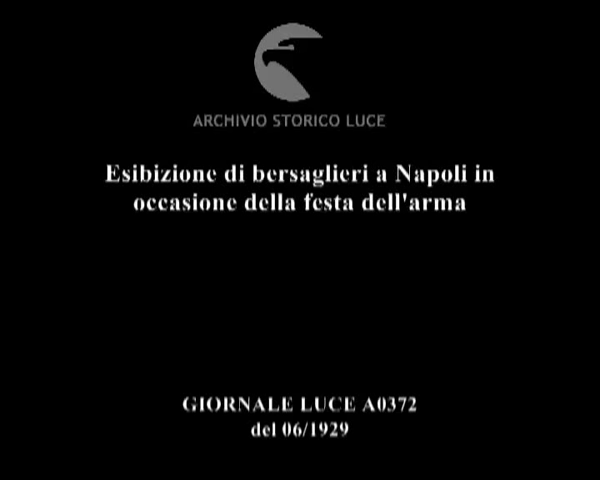 ARCHIVIO STORICO LUCE
Esibizione di bersaglieri a Napoli in
occasione della festa dell'arma
GIORNALE LUCE A0372
del 06/1929